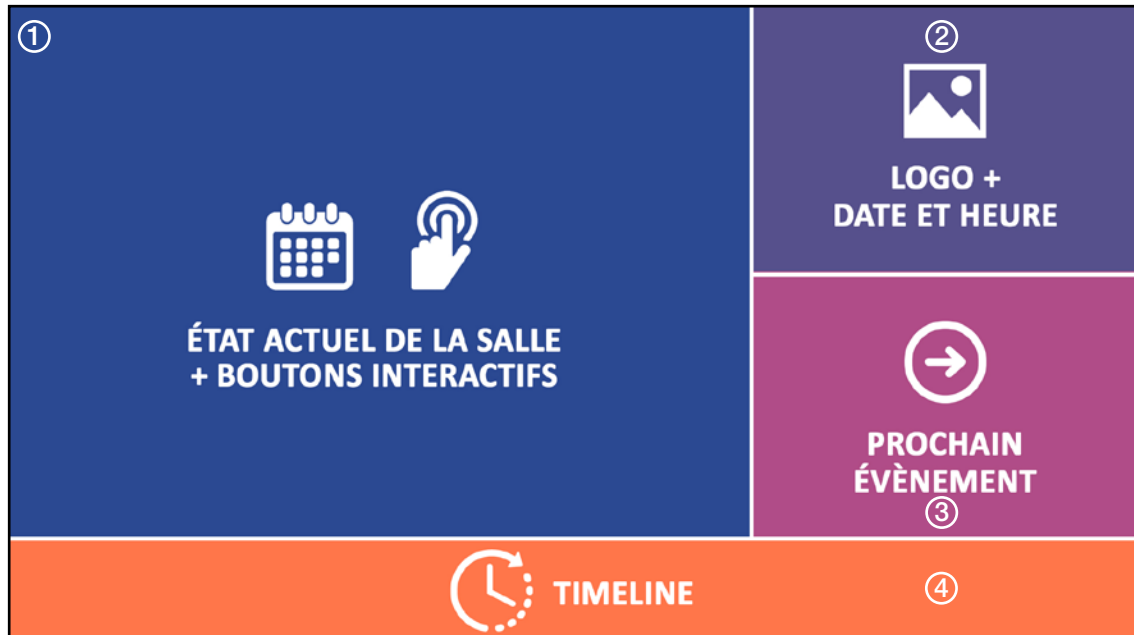 ①
ÉTAT ACTUEL DE LA SALLE
+ BOUTONS INTERACTIFS
②
LOGO +
DATE ET HEURE
PROCHAIN
ÉVÈNEMENT
③
TIMELINE
④